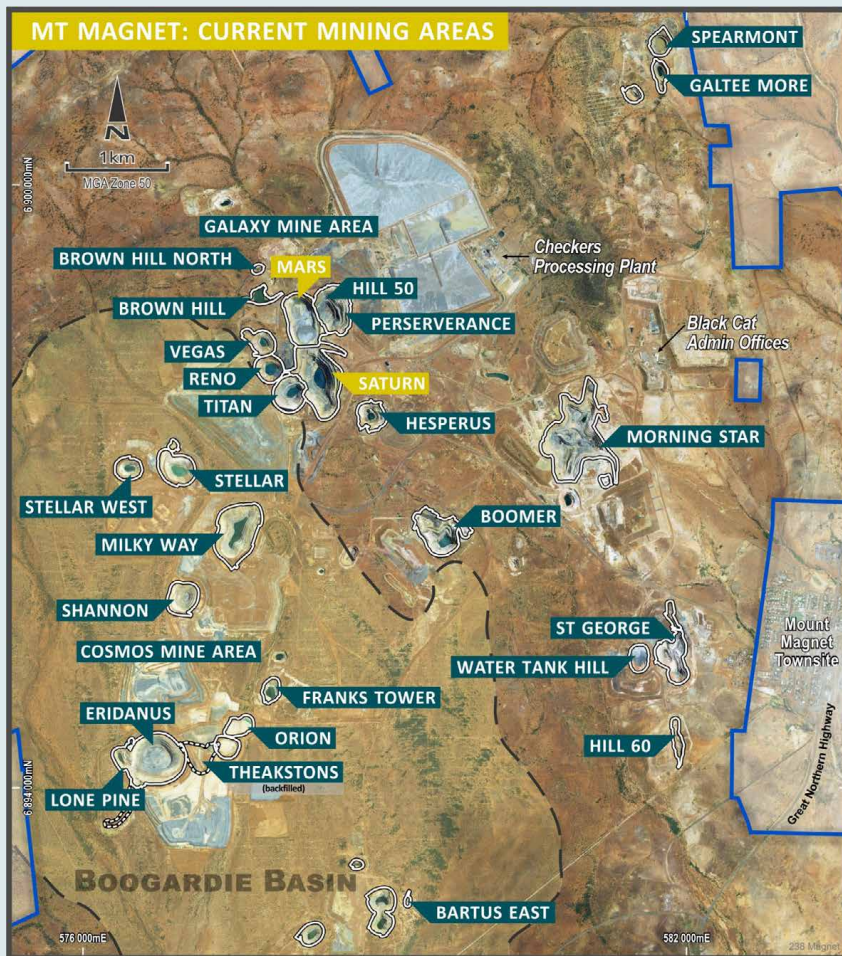 MT MAGNET: CURRENT MINING AREAS
SPEARMONT
GALTEE MORE
N
1km
MGA Zone 50
6 900 000mN
GALAXY MINE AREA
BROWN HILL NORTH
MARS
HILL 50
BROWN HILL
PERSERVERANCE
Checkers
Processing Plant
Black Cat
Admin Offices
VEGAS
RENO
SATURN
TITAN
HESPERUS
MORNING STAR
STELLAR
STELLAR WEST
BOOMER
MILKY WAY
SHANNON
ST GEORGE
Mount
Magnet
Townsite
COSMOS MINE AREA
WATER TANK HILL
FRANKS TOWER
ERIDANUS
ORION
HILL 60
THEAKSTONS
(backfilled)
LONE PINE
6 894 000mN
Great Northern Highway
BOOGARDIE BASIN
BARTUS EAST
576 000mE
582 000mE
238 Magnet